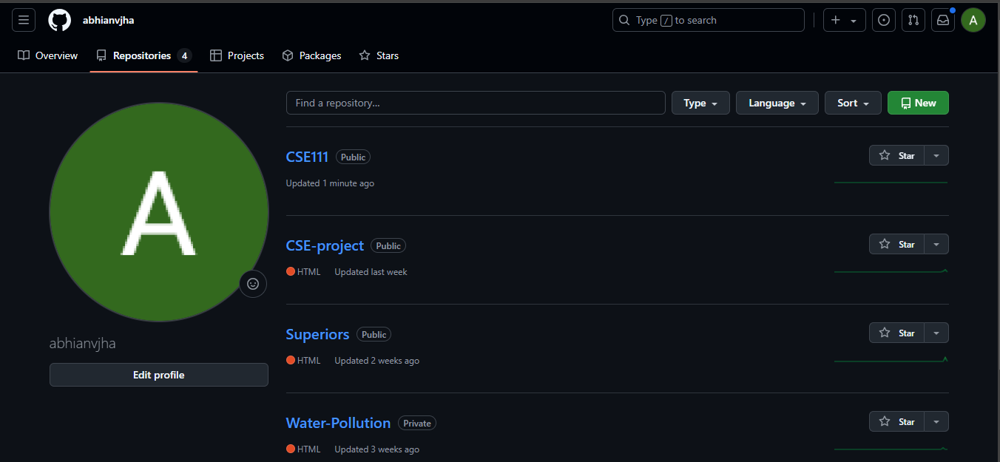 abhianvjha
Type / to search
A
Overview
Repositories 4
Projects
Packages
Stars
A
abhianvjha
Edit profile
Find a repository...
Type
Language
Sort
New
CSE111 Public
Star
Updated 1 minute ago
CSE-project Public
Star
HTML Updated last week
Superiors Public
Star
HTML Updated 2 weeks ago
Water-Pollution Private
Star
HTML Updated 3 weeks ago